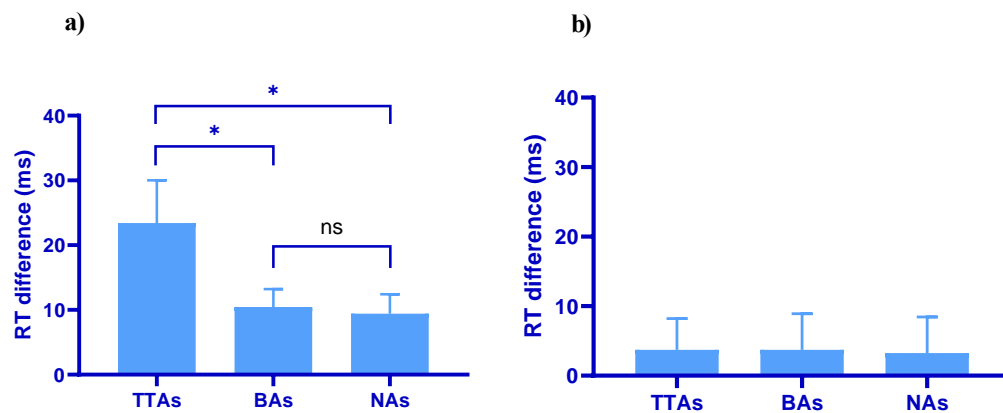 a)
*
*
ns
RT difference (ms)
40
30
20
10
0
TTAs BAs NAs
b)
RT difference (ms)
40
30
20
10
0
TTAs BAs NAs